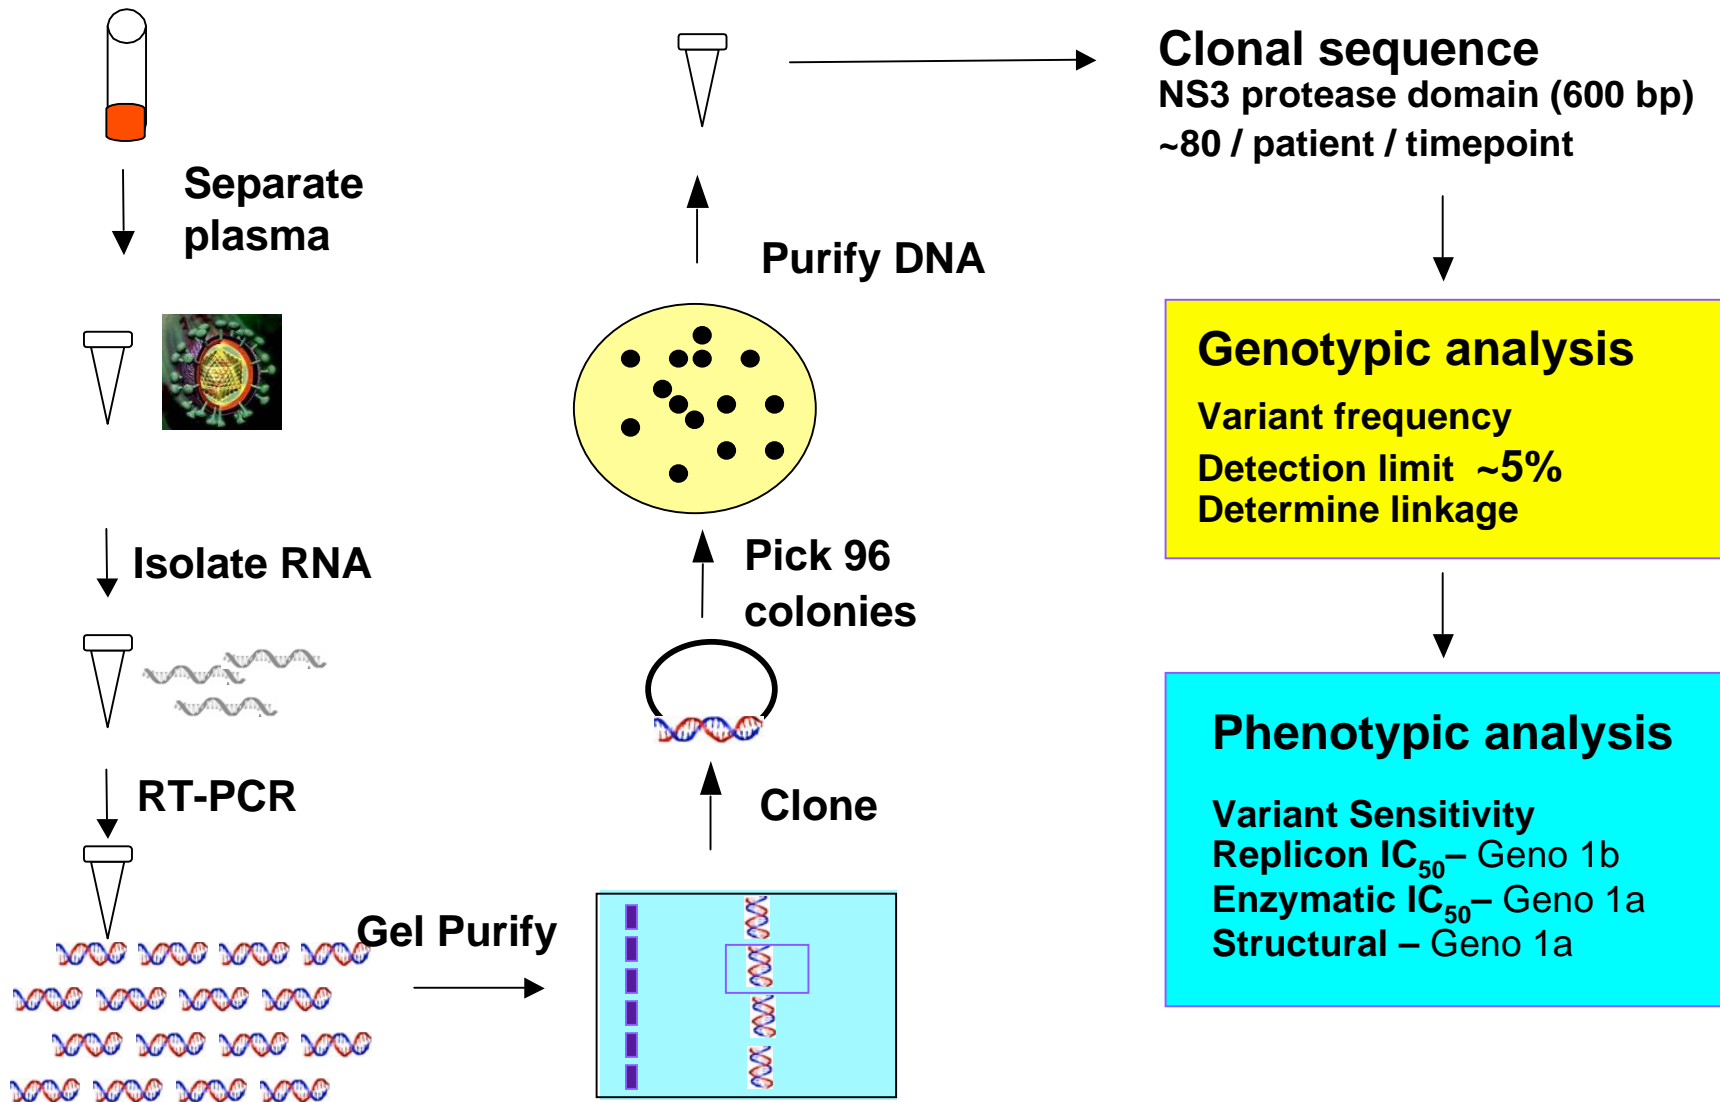 Separate
plasma
Isolate RNA
RT-PCR
Gel Purify
Clone
Pick 96
colonies
Purify DNA
Clonal sequence
NS3 protease domain (600 bp)
~80 / patient / timepoint
Genotypic analysis
Variant frequency
Detection limit ~5%
Determine linkage
Phenotypic analysis
Variant Sensitivity
Replicon IC50– Geno 1b
Enzymatic IC50– Geno 1a
Structural – Geno 1a